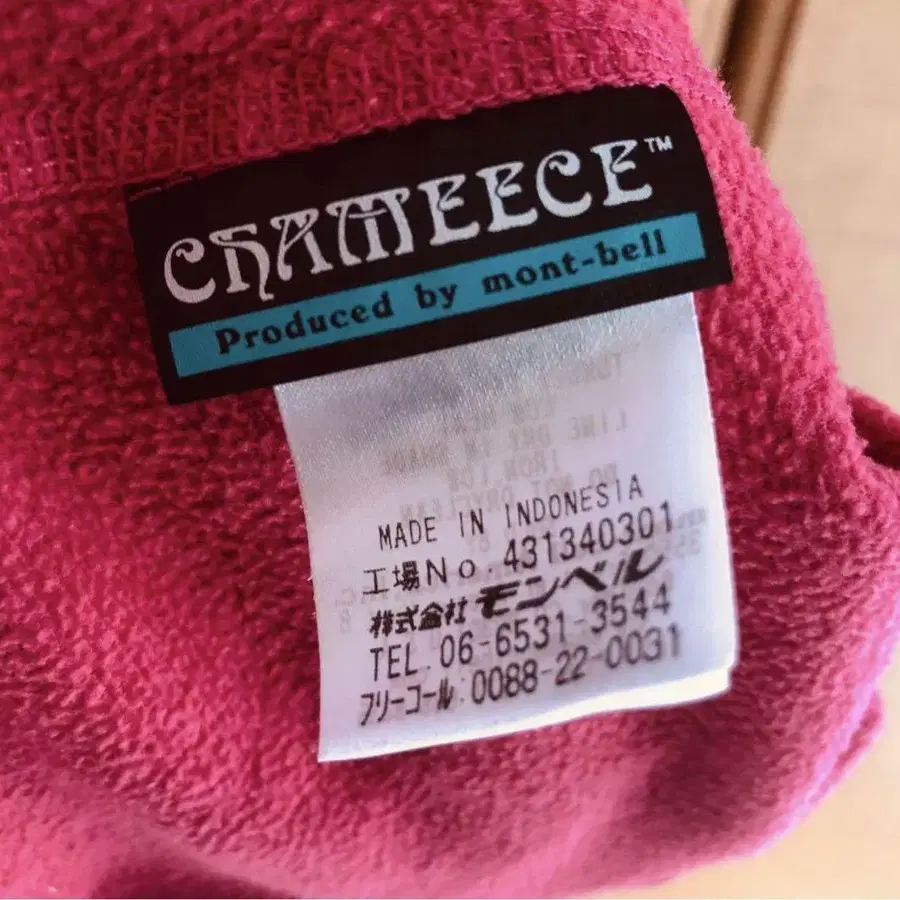 CHAMEECE™
Produced by mont-bell
MADE IN INDONESIA
工場No.431340301
株式会社モンベル
TEL.06-6531-3544
フリーコール:0088-22-0031